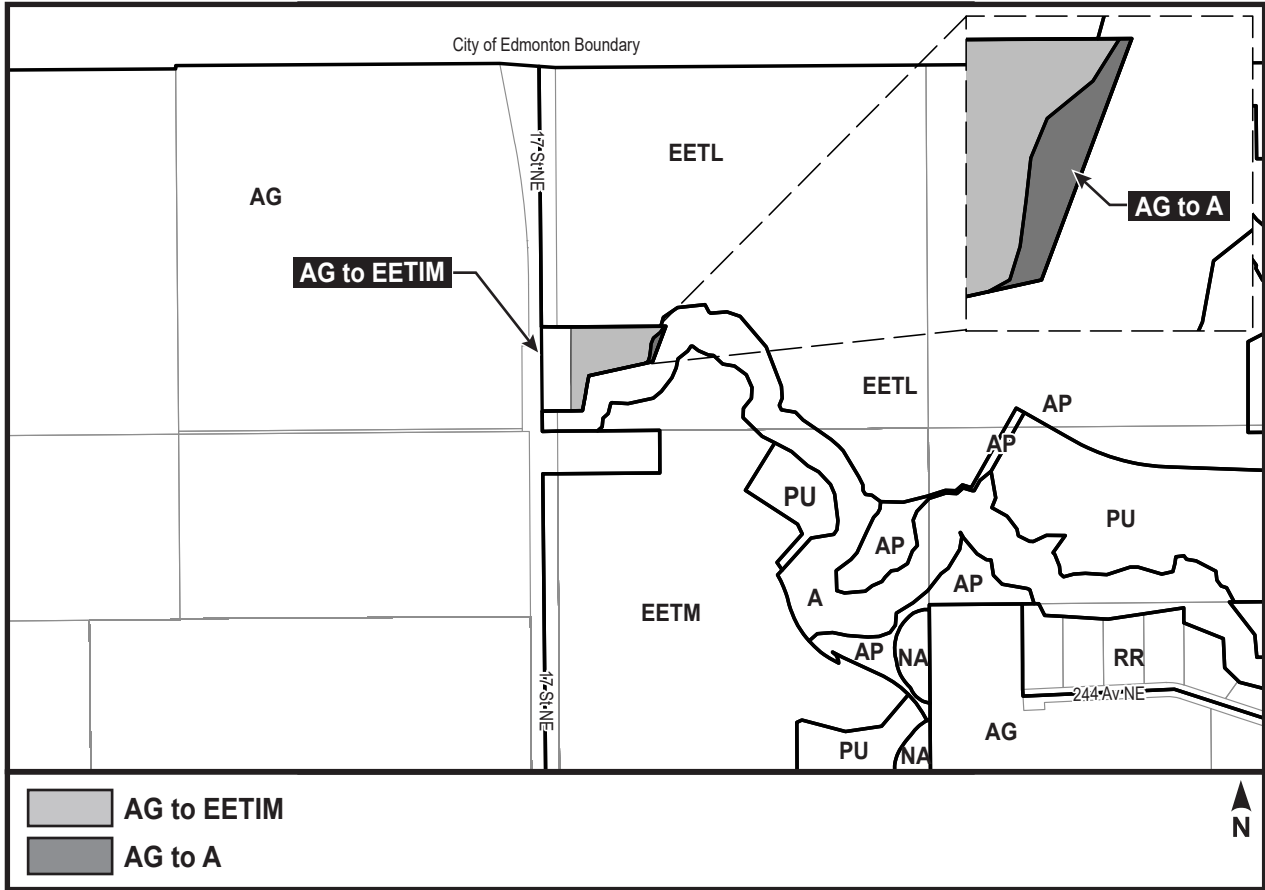 City of Edmonton Boundary
17 St NE
EETL
AG
AG to A
AG to EETIM
EETL
AP
AP
PU
PU
AP
AP
A
EETM
AP
NA
RR
244 Av NE
17 St NE
AG
PU
NA
AG to EETIM
AG to A
N